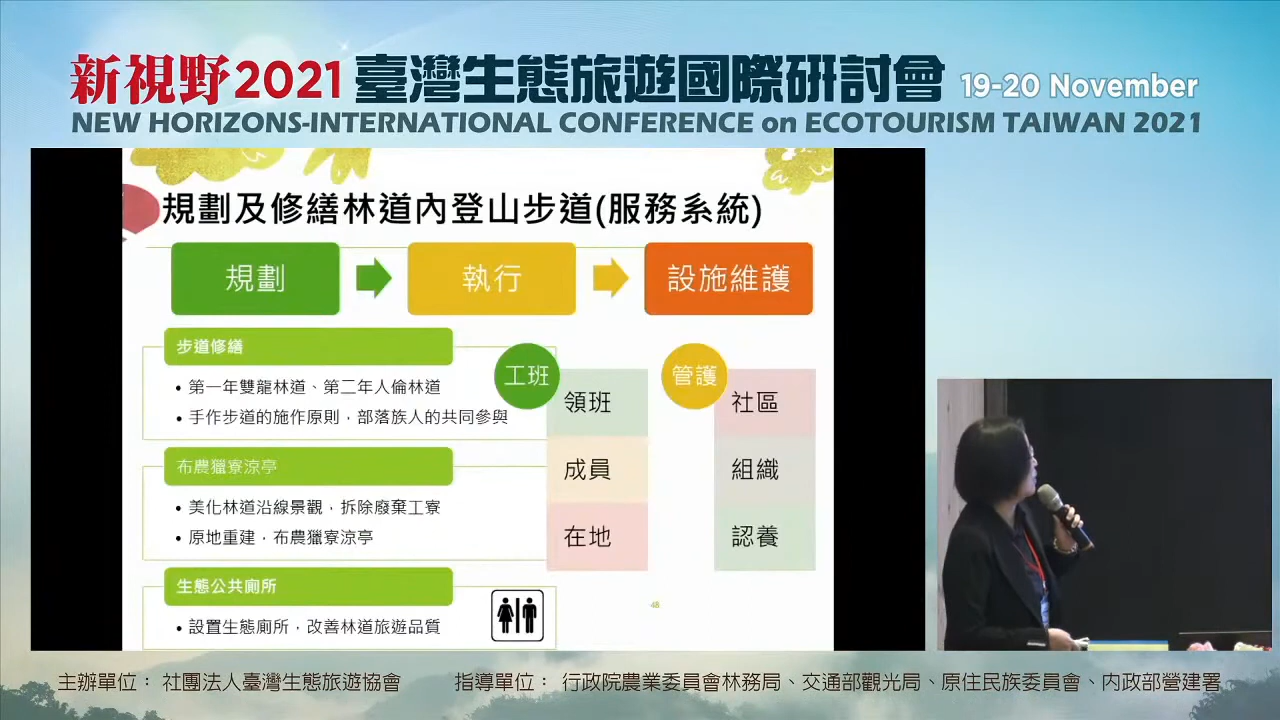 新視野2021臺灣生態旅遊國際研討會 19-20 November
NEW HORIZONS-INTERNATIONAL CONFERENCE on ECOTOURISM TAIWAN 2021
規劃及修繕林道內登山步道(服務系統)
規劃
執行
設施維護
步道修繕
• 第一年雙龍林道、第二年人倫林道
• 手作步道的施作原則，部落族人的共同參與
布農獵寮涼亭
• 美化林道沿線景觀，拆除廢棄工寮
• 原地重建，布農獵寮涼亭
生態公共廁所
• 設置生態廁所，改善林道旅遊品質
工班
領班
成員
在地
管護
社區
組織
認養
48
主辦單位： 社團法人臺灣生態旅遊協會
指導單位： 行政院農業委員會林務局、交通部觀光局、原住民族委員會、內政部營建署